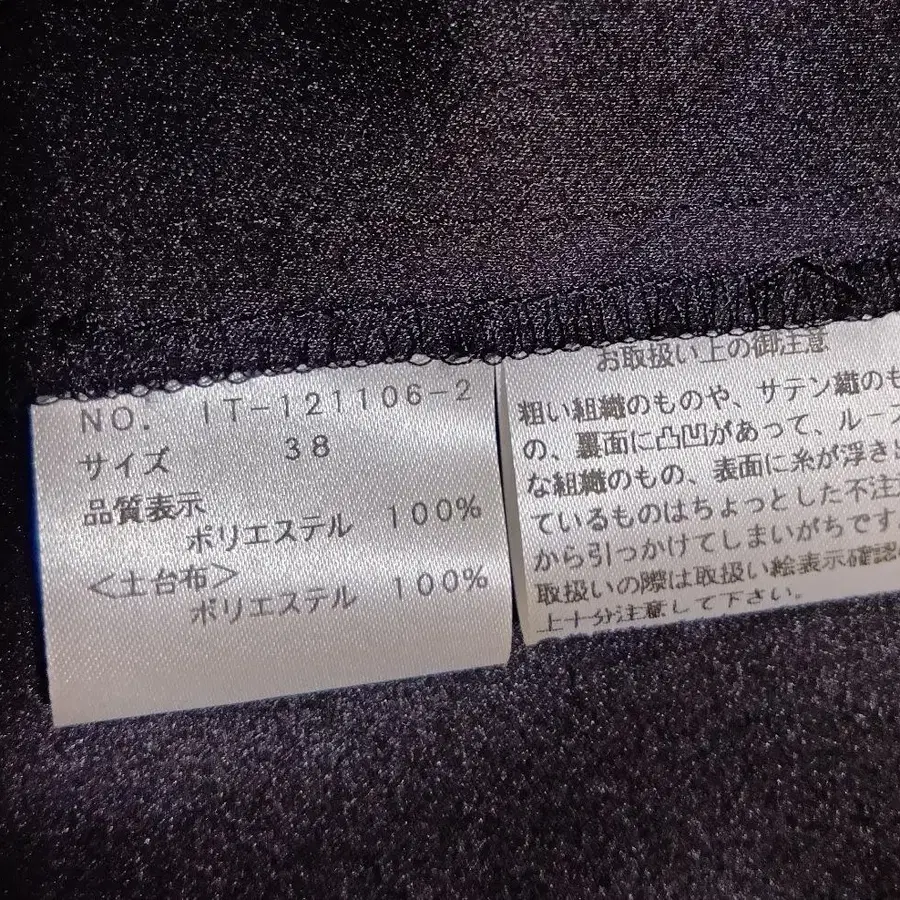 NO. IT-121106-2
サイズ 38
品質表示
ポリエステル 100%
<土台布>
ポリエステル 100%
お取扱い上の御注意
粗い組織のものや、サテン織のも
の、裏面に凸凹があって、ループ
な組織のもの、表面に糸が浮き
ているものはちょっとした不注
から引っかけてしまいがちです
取扱いの際は取扱い絵表示確認
上十分注意して下さい。